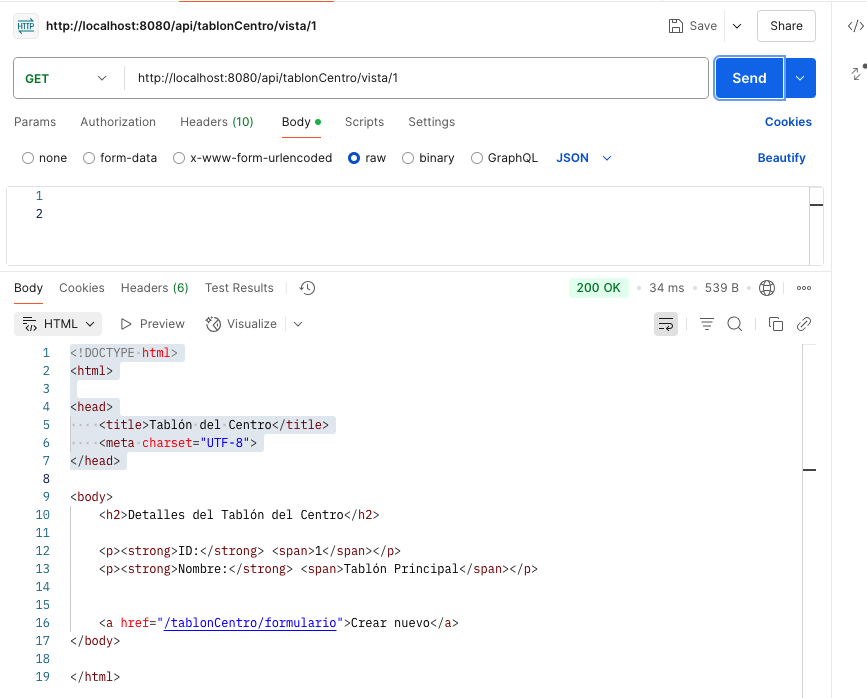 HTTP http://localhost:8080/api/tablonCentro/vista/1 Save Share </>
GET http://localhost:8080/api/tablonCentro/vista/1 Send
Params Authorization Headers (10) Body Scripts Settings Cookies
none form-data x-www-form-urlencoded raw binary GraphQL JSON Beautify
1
2
Body Cookies Headers (6) Test Results 200 OK 34 ms 539 B
HTML Preview Visualize
1 <!DOCTYPE html>
2 <html>
3
4 <head>
5 <title>Tablón del Centro</title>
6 <meta charset="UTF-8">
7 </head>
8
9 <body>
10 <h2>Detalles del Tablón del Centro</h2>
11
12 <p><strong>ID:</strong> <span>1</span></p>
13 <p><strong>Nombre:</strong> <span>Tablón Principal</span></p>
14
15
16 <a href="/tablonCentro/formulario">Crear nuevo</a>
17 </body>
18
19 </html>